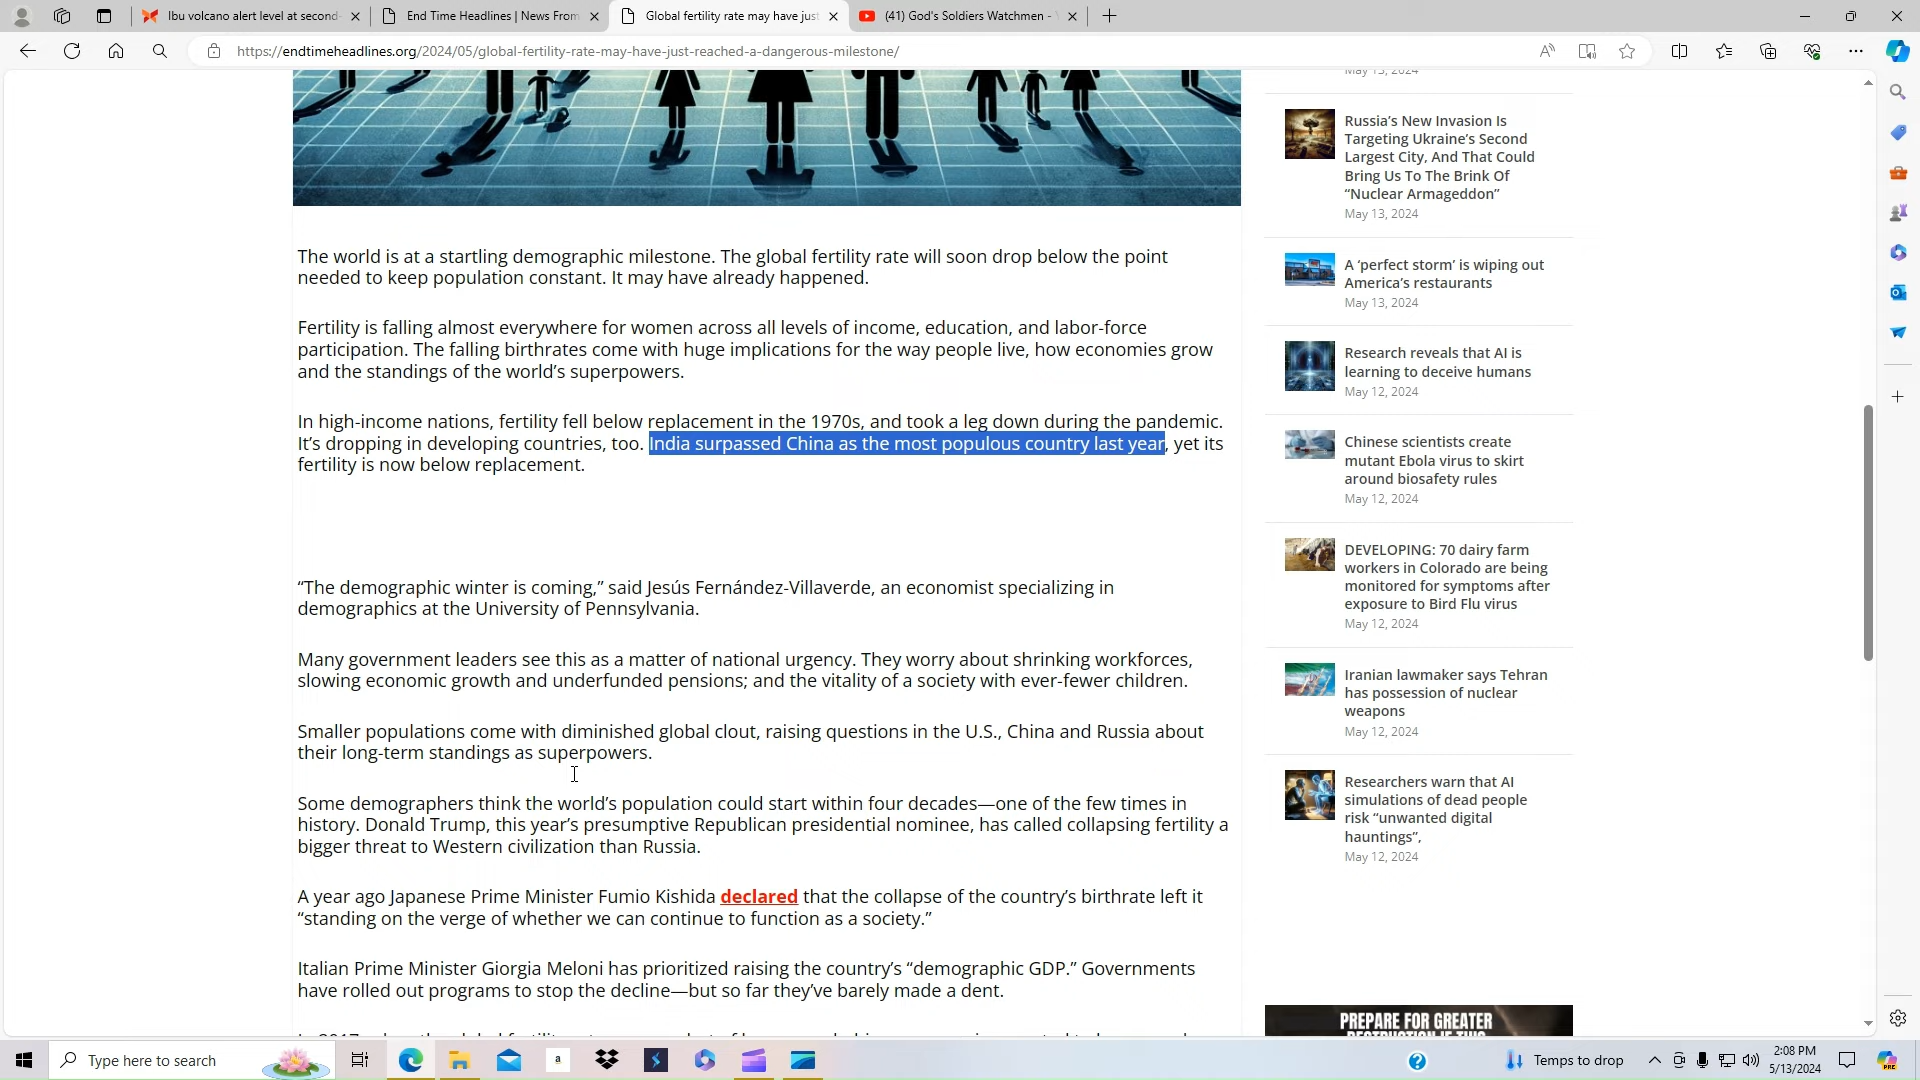 Ibu volcano alert level at second-
End Time Headlines | News From
Global fertility rate may have just
(41) God's Soldiers Watchmen -
https://endtimeheadlines.org/2024/05/global-fertility-rate-may-have-just-reached-a-dangerous-milestone/
The world is at a startling demographic milestone. The global fertility rate will soon drop below the point
needed to keep population constant. It may have already happened.
Fertility is falling almost everywhere for women across all levels of income, education, and labor-force
participation. The falling birthrates come with huge implications for the way people live, how economies grow
and the standings of the world's superpowers.
In high-income nations, fertility fell below replacement in the 1970s, and took a leg down during the pandemic.
It's dropping in developing countries, too. India surpassed China as the most populous country last year, yet its
fertility is now below replacement.
“The demographic winter is coming,” said Jesús Fernández-Villaverde, an economist specializing in
demographics at the University of Pennsylvania.
Many government leaders see this as a matter of national urgency. They worry about shrinking workforces,
slowing economic growth and underfunded pensions; and the vitality of a society with ever-fewer children.
Smaller populations come with diminished global clout, raising questions in the U.S., China and Russia about
their long-term standings as superpowers.
Some demographers think the world's population could start within four decades—one of the few times in
history. Donald Trump, this year's presumptive Republican presidential nominee, has called collapsing fertility a
bigger threat to Western civilization than Russia.
A year ago Japanese Prime Minister Fumio Kishida declared that the collapse of the country's birthrate left it
“standing on the verge of whether we can continue to function as a society.”
Italian Prime Minister Giorgia Meloni has prioritized raising the country's “demographic GDP.” Governments
have rolled out programs to stop the decline—but so far they've barely made a dent.
May 13, 2024
Russia's New Invasion Is
Targeting Ukraine's Second
Largest City, And That Could
Bring Us To The Brink Of
“Nuclear Armageddon”
May 13, 2024
A ‘perfect storm’ is wiping out
America's restaurants
May 13, 2024
Research reveals that AI is
learning to deceive humans
May 12, 2024
Chinese scientists create
mutant Ebola virus to skirt
around biosafety rules
May 12, 2024
DEVELOPING: 70 dairy farm
workers in Colorado are being
monitored for symptoms after
exposure to Bird Flu virus
May 12, 2024
Iranian lawmaker says Tehran
has possession of nuclear
weapons
May 12, 2024
Researchers warn that AI
simulations of dead people
risk “unwanted digital
hauntings”,
May 12, 2024
PREPARE FOR GREATER
DESTRUCTION IF THIS
Type here to search
a
Temps to drop
2:08 PM
5/13/2024
PRE